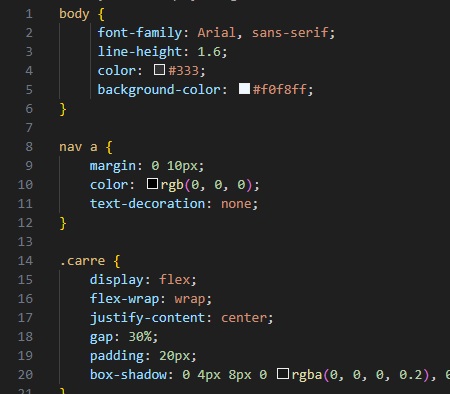 1 body {
2 font-family: Arial, sans-serif;
3 line-height: 1.6;
4 color: #333;
5 background-color: #f0f8ff;
6 }
7
8 nav a {
9 margin: 0 10px;
10 color: rgb(0, 0, 0);
11 text-decoration: none;
12 }
13
14 .carre {
15 display: flex;
16 flex-wrap: wrap;
17 justify-content: center;
18 gap: 30%;
19 padding: 20px;
20 box-shadow: 0 4px 8px 0 rgba(0, 0, 0, 0.2), 0
21 }